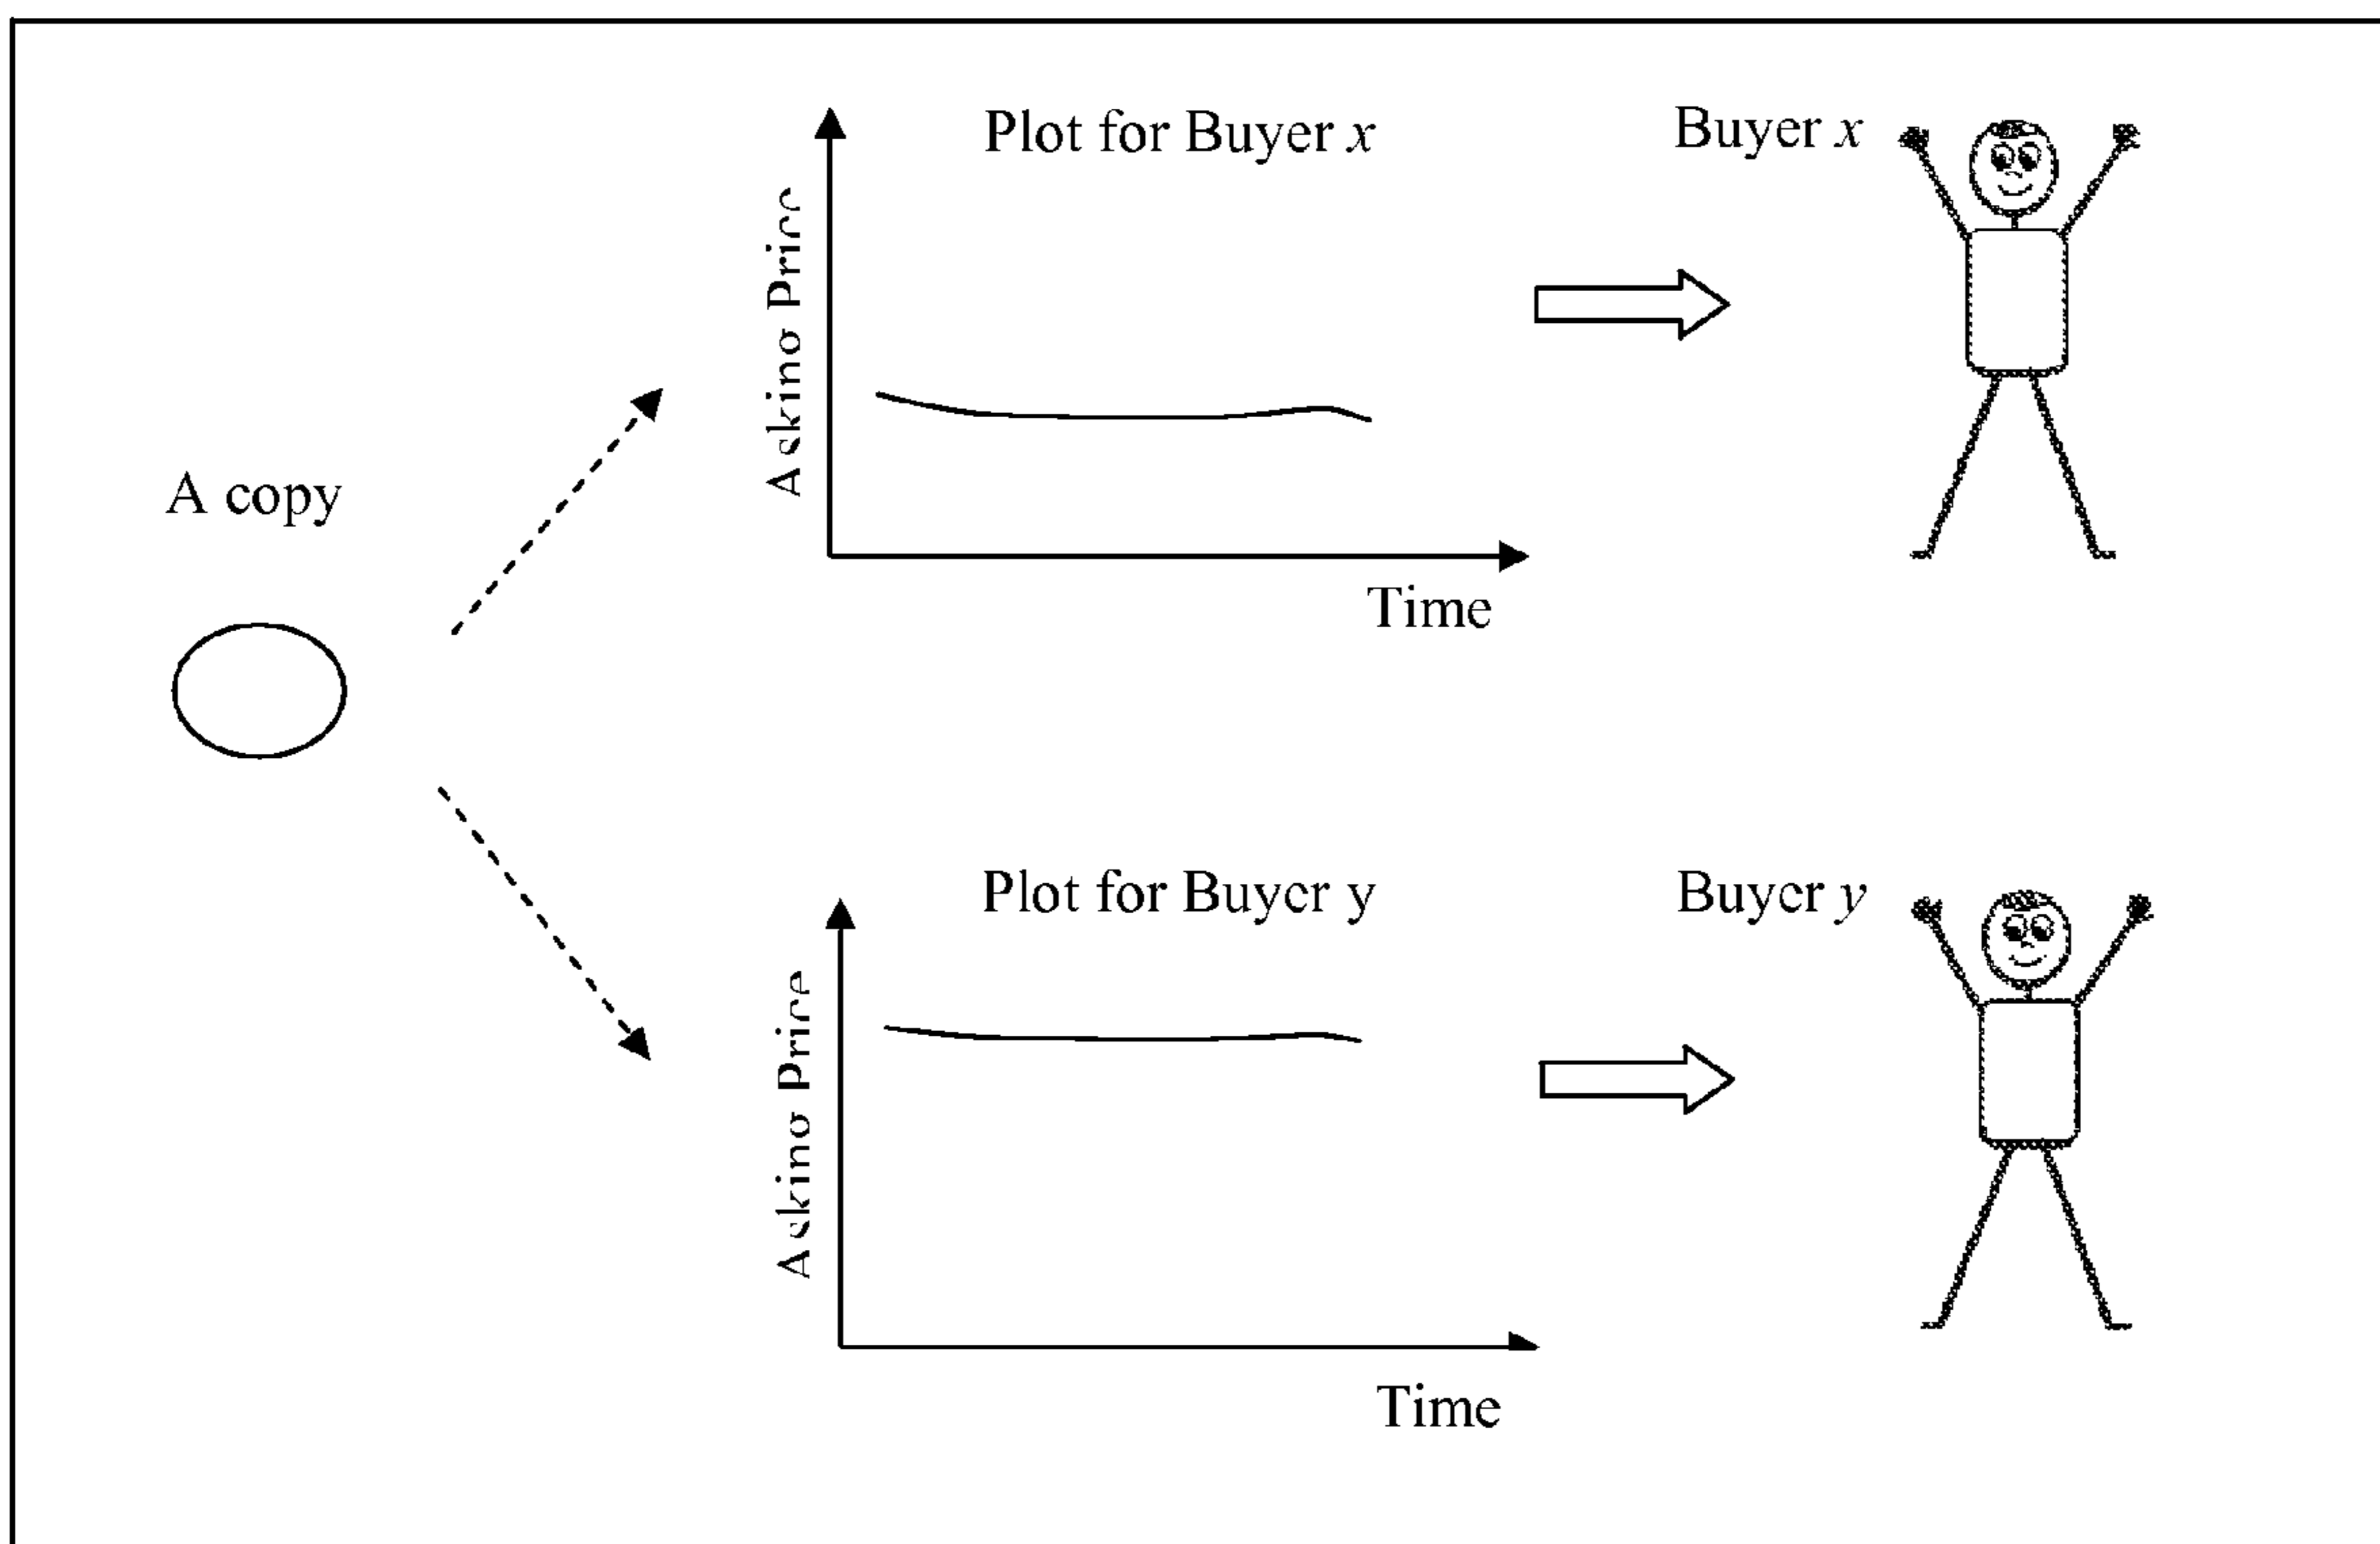 Plot for Buyer x
Buyer x
Asking Price
A copy
Time
Plot for Buyer y
Buyer y
Asking Price
Time